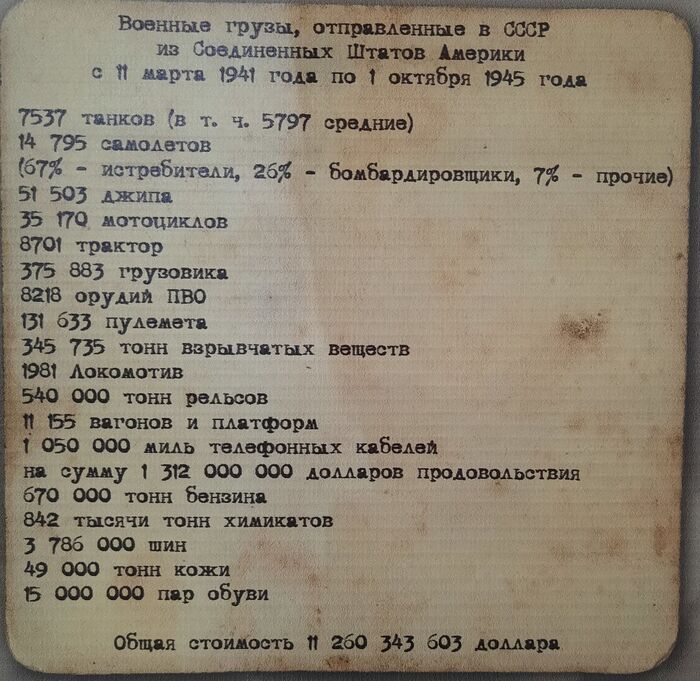 Военные грузы, отправленные в СССР
из Соединенных Штатов Америки
с 11 марта 1941 года по 1 октября 1945 года
7537 танков (в т. ч. 5797 средние)
14 795 самолетов
(67% - истребители, 26% - бомбардировщики, 7% - прочие)
51 503 джипа
35 170 мотоциклов
8701 трактор
375 883 грузовика
8218 орудий ПВО
131 633 пулемета
345 735 тонн взрывчатых веществ
1981 Локомотив
540 000 тонн рельсов
11 155 вагонов и платформ
1 050 000 миль телефонных кабелей
на сумму 1 312 000 000 долларов продовольствия
670 000 тонн бензина
842 тысячи тонн химикатов
3 786 000 шин
49 000 тонн кожи
15 000 000 пар обуви
Общая стоимость 11 260 343 603 доллара